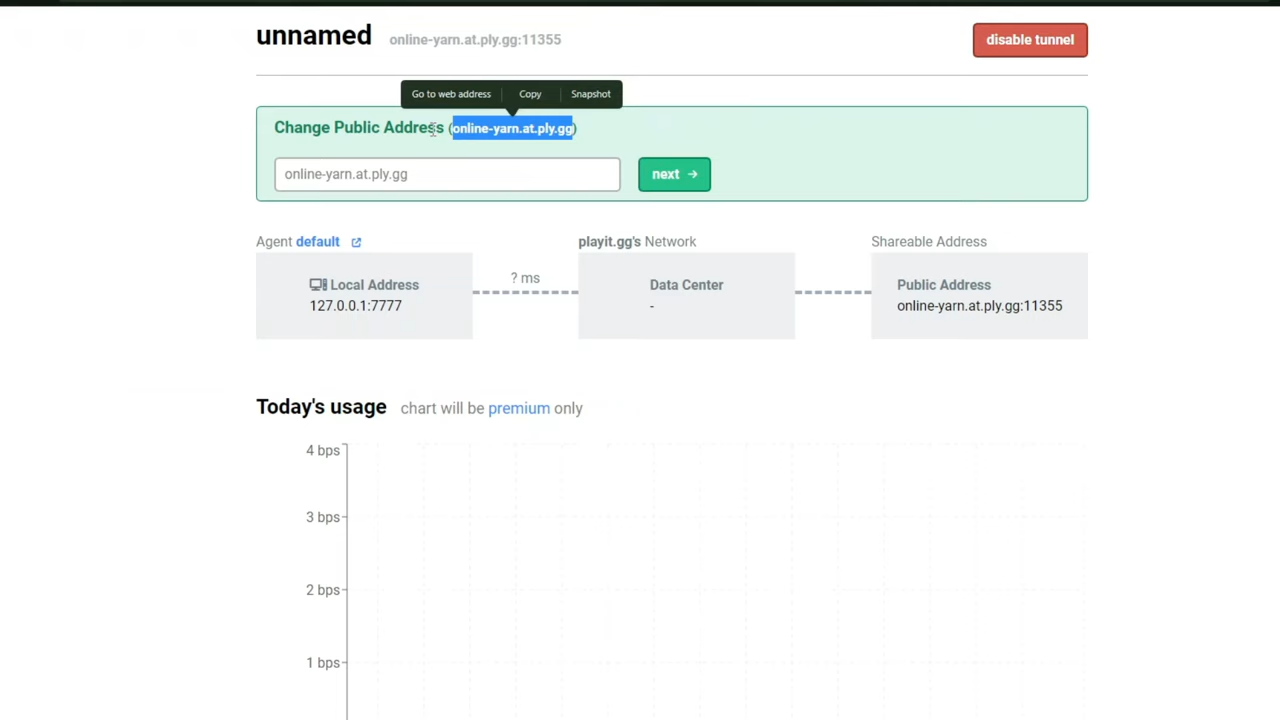 unnamed online-yarn.at.ply.gg:11355
disable tunnel
Go to web address Copy Snapshot
Change Public Address (online-yarn.at.ply.gg)
online-yarn.at.ply.gg
next →
Agent default
playit.gg's Network
Shareable Address
Local Address
127.0.0.1:7777
? ms
Data Center
-
Public Address
online-yarn.at.ply.gg:11355
Today's usage chart will be premium only
4 bps
3 bps
2 bps
1 bps